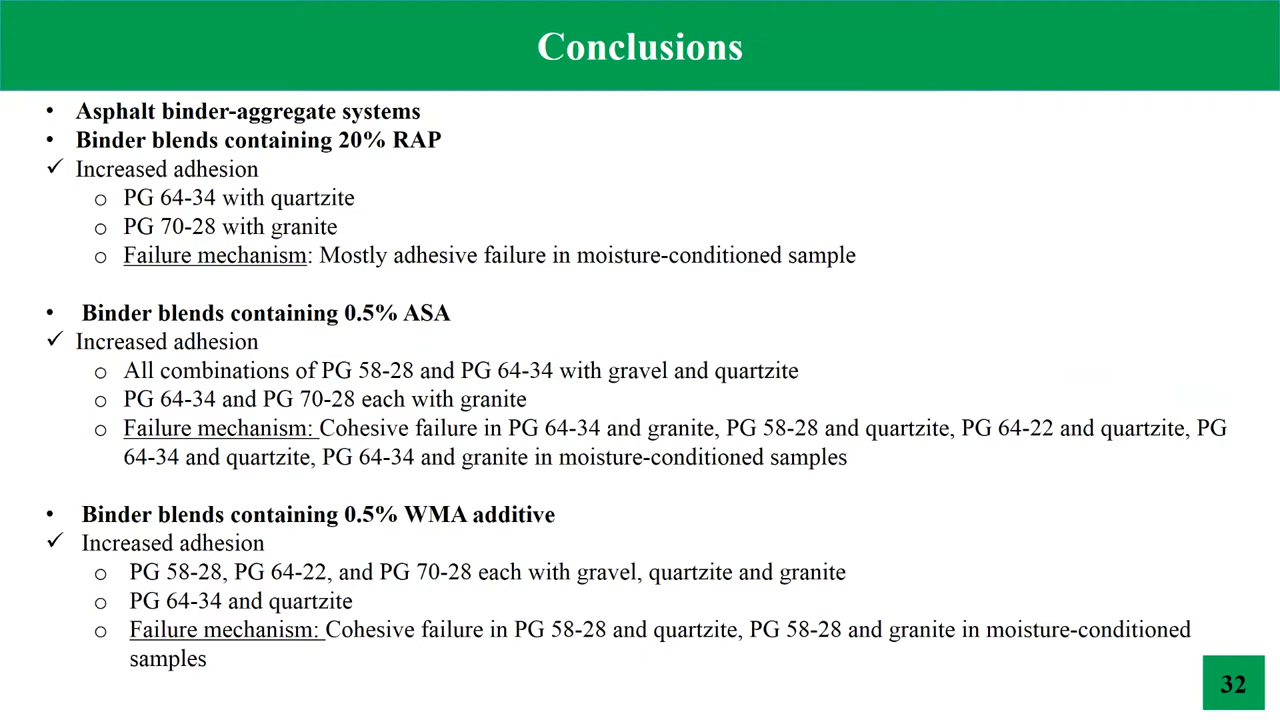 Conclusions
• Asphalt binder-aggregate systems
• Binder blends containing 20% RAP
✓ Increased adhesion
o PG 64-34 with quartzite
o PG 70-28 with granite
o Failure mechanism: Mostly adhesive failure in moisture-conditioned sample
• Binder blends containing 0.5% ASA
✓ Increased adhesion
o All combinations of PG 58-28 and PG 64-34 with gravel and quartzite
o PG 64-34 and PG 70-28 each with granite
o Failure mechanism: Cohesive failure in PG 64-34 and granite, PG 58-28 and quartzite, PG 64-22 and quartzite, PG
64-34 and quartzite, PG 64-34 and granite in moisture-conditioned samples
• Binder blends containing 0.5% WMA additive
✓ Increased adhesion
o PG 58-28, PG 64-22, and PG 70-28 each with gravel, quartzite and granite
o PG 64-34 and quartzite
o Failure mechanism: Cohesive failure in PG 58-28 and quartzite, PG 58-28 and granite in moisture-conditioned
samples
32